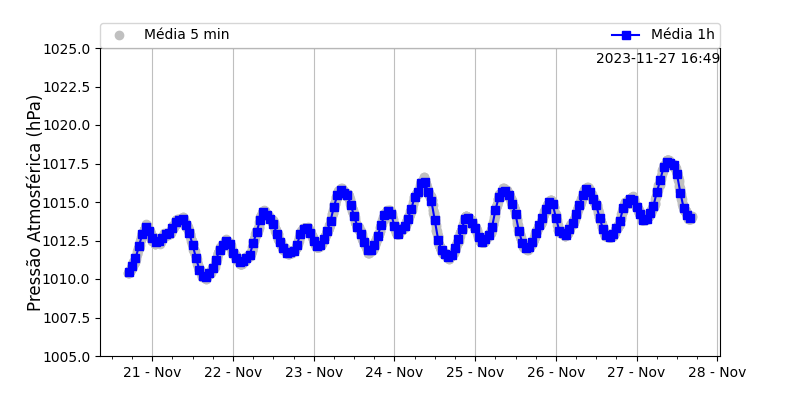 Média 5 min
Média 1h
2023-11-27 16:49
Pressão Atmosférica (hPa)
1025.0
1022.5
1020.0
1017.5
1015.0
1012.5
1010.0
1007.5
1005.0
21 - Nov
22 - Nov
23 - Nov
24 - Nov
25 - Nov
26 - Nov
27 - Nov
28 - Nov